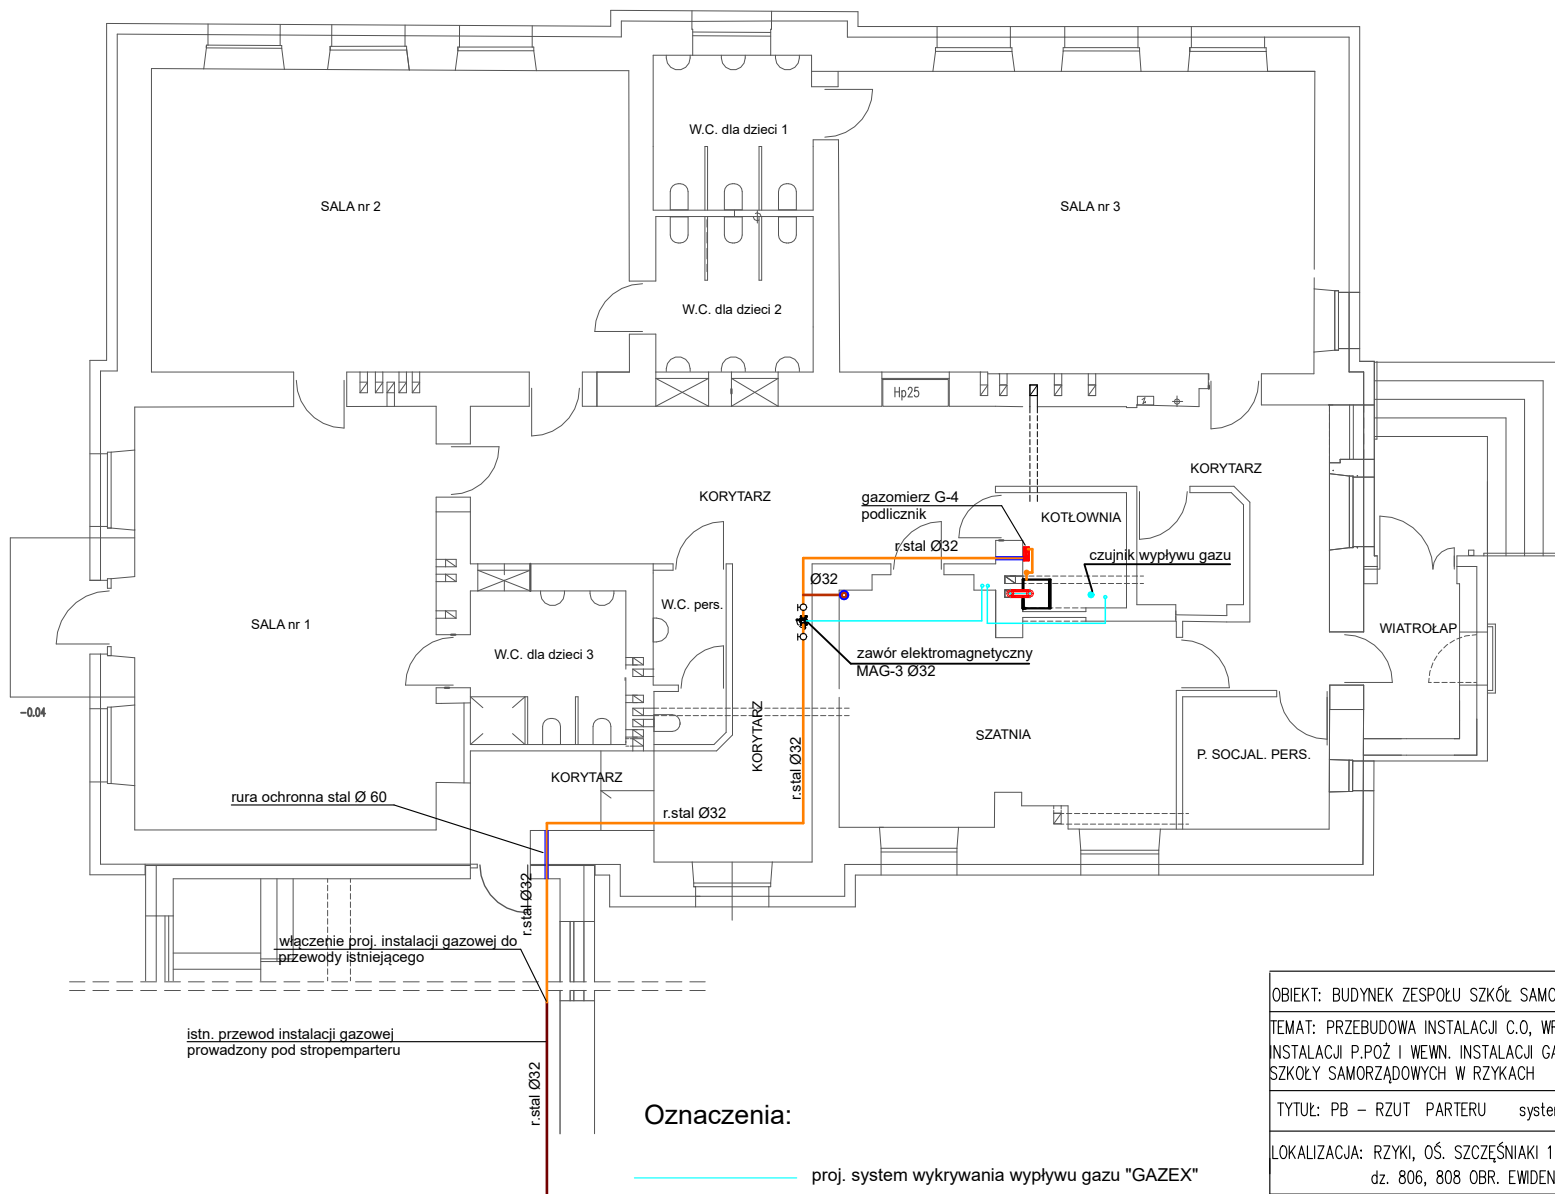 W.C. dla dzieci 1
SALA nr 2
SALA nr 3
W.C. dla dzieci 2
Hp25
KORYTARZ
KORYTARZ
gazomierz G-4
podlicznik
KOTŁOWNIA
r.stal Ø32
czujnik wypływu gazu
Ø32
W.C. pers.
SALA nr 1
WIATROŁAP
W.C. dla dzieci 3
zawór elektromagnetyczny
MAG-3 Ø32
-0.04
KORYTARZ
SZATNIA
r.stal Ø32
P. SOCJAL. PERS.
KORYTARZ
rura ochronna stal Ø 60
r.stal Ø32
r.stal Ø32
włączenie proj. instalacji gazowej do
przewody istniejącego
istn. przewod instalacji gazowej
prowadzony pod stropemparteru
r.stal Ø32
Oznaczenia:
proj. system wykrywania wypływu gazu "GAZEX"
OBIEKT: BUDYNEK ZESPOŁU SZKÓŁ SAMO
TEMAT: PRZEBUDOWA INSTALACJI C.O, WE
INSTALACJI P.POŻ I WEWN. INSTALACJI GA
SZKOŁY SAMORZĄDOWYCH W RZYKACH
TYTUŁ: PB – RZUT PARTERU syste
LOKALIZACJA: RZYKI, OŚ. SZCZĘŚNIAKI 1
dz. 806, 808 OBR. EWIDEN